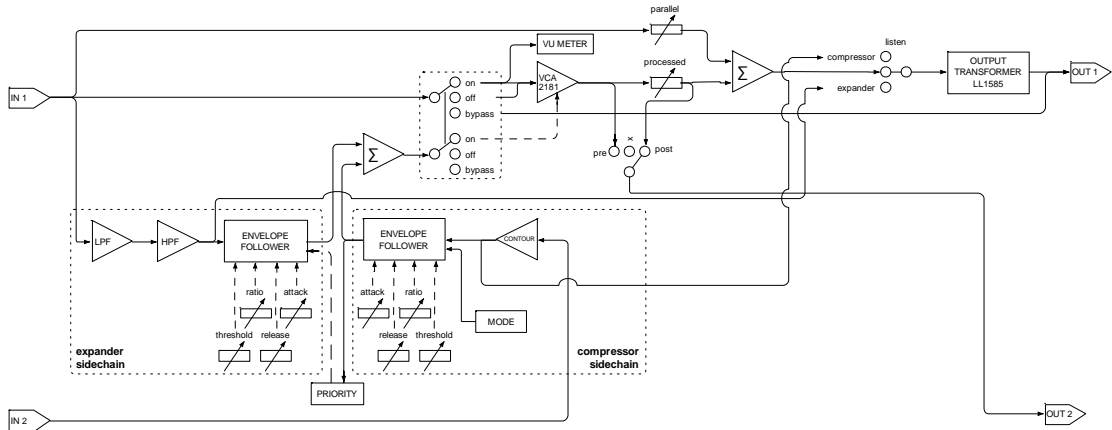 parallel
VU METER
listen
compressor
expander
OUTPUT
TRANSFORMER
LL1585
OUT 1
IN 1
on
off
bypass
VCA
2181
processed
Σ
on
off
bypass
Σ
pre
x
post
LPF
HPF
ENVELOPE
FOLLOWER
ENVELOPE
FOLLOWER
CONTOUR
ratio
attack
attack
ratio
MODE
threshold
release
release
threshold
expander
sidechain
compressor
sidechain
PRIORITY
IN 2
OUT 2